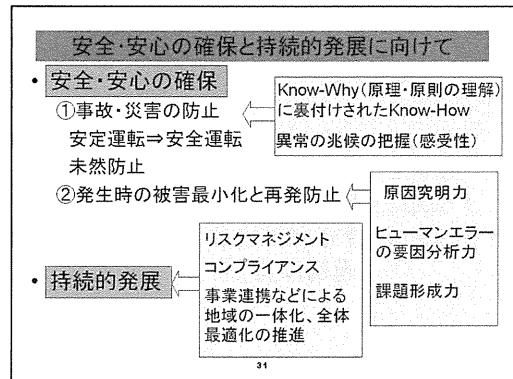 安全・安心の確保と持続的発展に向けて
• 安全・安心の確保
①事故・災害の防止
安定運転⇒安全運転
未然防止
Know-Why(原理・原則の理解)
に裏付けされたKnow-How
異常の兆候の把握(感受性)
②発生時の被害最小化と再発防止
原因究明力
ヒューマンエラー
の要因分析力
課題形成力
• 持続的発展
リスクマネジメント
コンプライアンス
事業連携などによる
地域の一体化、全体
最適化の推進
31